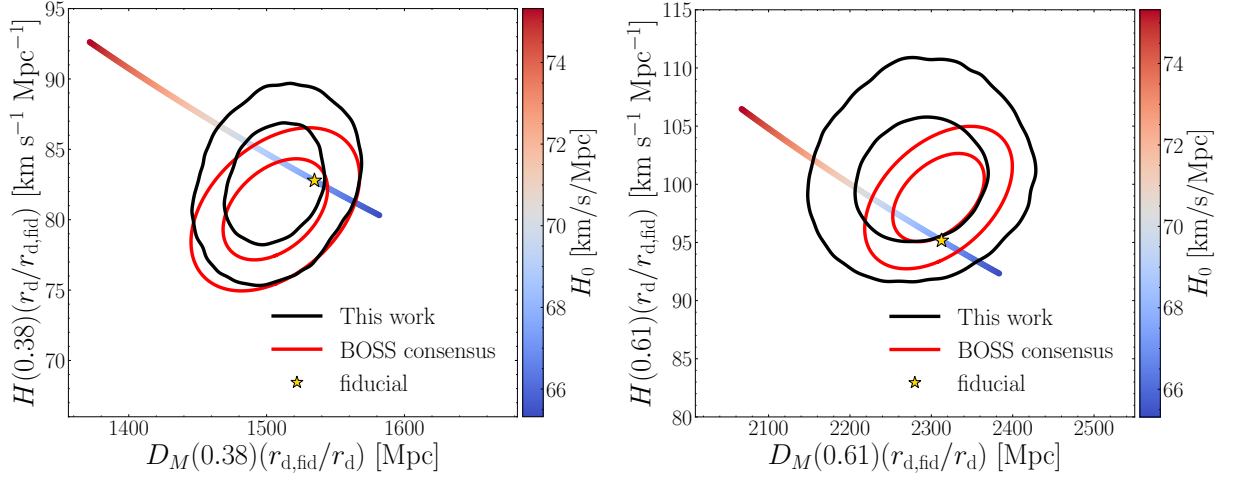 95
90
85
80
75
70
H(0.38)(r_d/r_d,fid) [km s⁻¹ Mpc⁻¹]
1400
1500
1600
D_M(0.38)(r_d,fid/r_d) [Mpc]
This work
BOSS consensus
fiducial
74
72
70
68
66
H_0 [km/s/Mpc]
115
110
105
100
95
90
85
80
H(0.61)(r_d/r_d,fid) [km s⁻¹ Mpc⁻¹]
2100
2200
2300
2400
2500
D_M(0.61)(r_d,fid/r_d) [Mpc]
This work
BOSS consensus
fiducial
74
72
70
68
66
H_0 [km/s/Mpc]